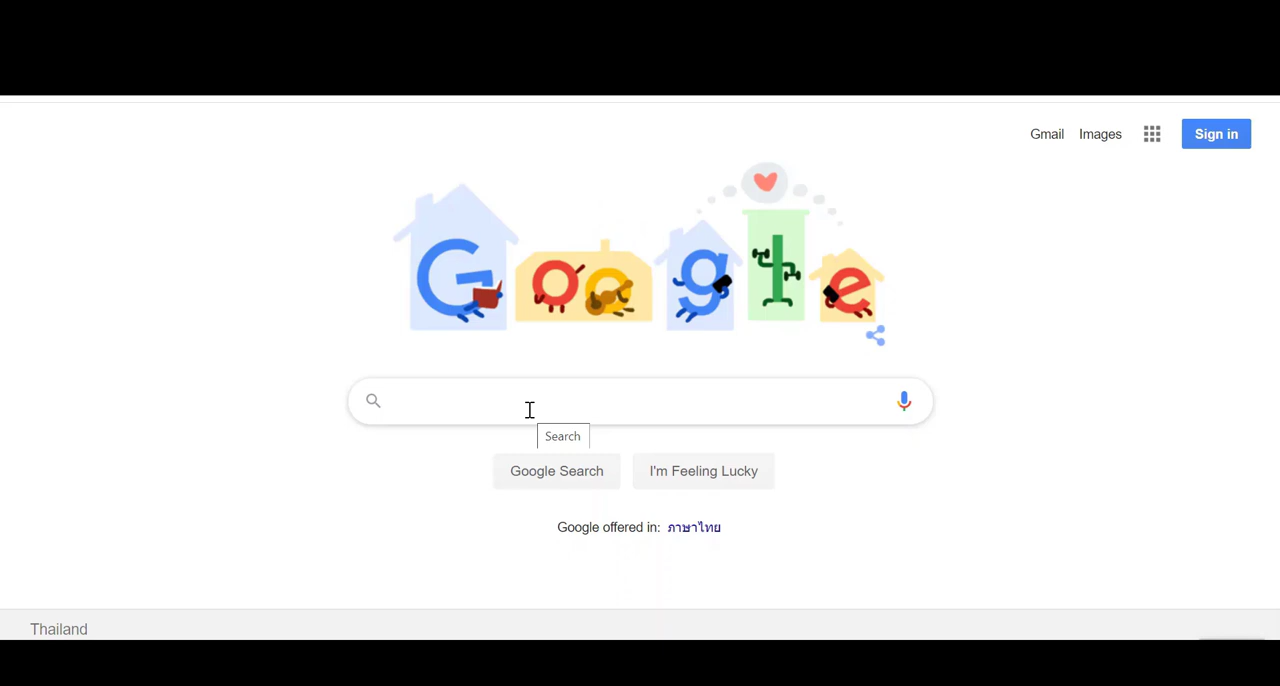 Gmail Images Sign in
Google
Search
Google Search I'm Feeling Lucky
Google offered in: ภาษาไทย
Thailand